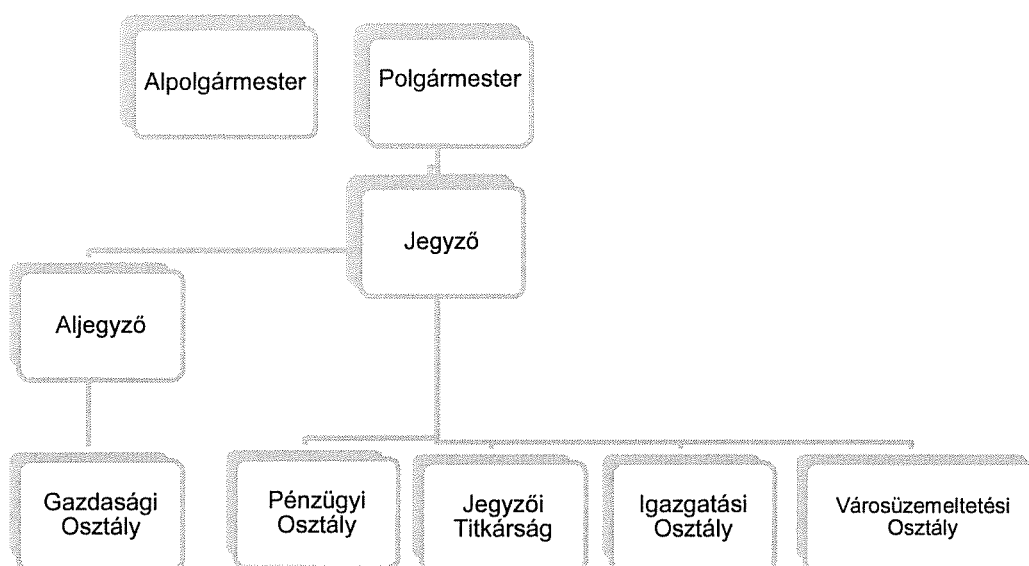 Alpolgármester
Polgármester
Jegyző
Aljegyző
Gazdasági
Osztály
Pénzügyi
Osztály
Jegyzői
Titkárság
Igazgatási
Osztály
Városüzemeltetési
Osztály